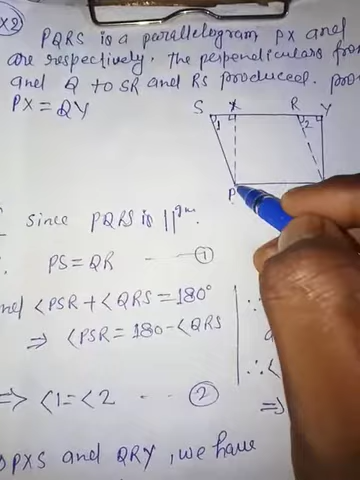 x2)
PQRS is a parallelogram PX and
are respectively. The perpendiculars from
and Q to SR and RS produced.
PX = QY
S X R Y
1 2
P
Since PQRS is ||gm.
PS = QR - - ①
<PSR + <QRS = 180°
⇒ <PSR = 180 - <QRS
⇒ <1 = <2 - - ②
PXS and QRY, we have
∴
∴ <
⇒